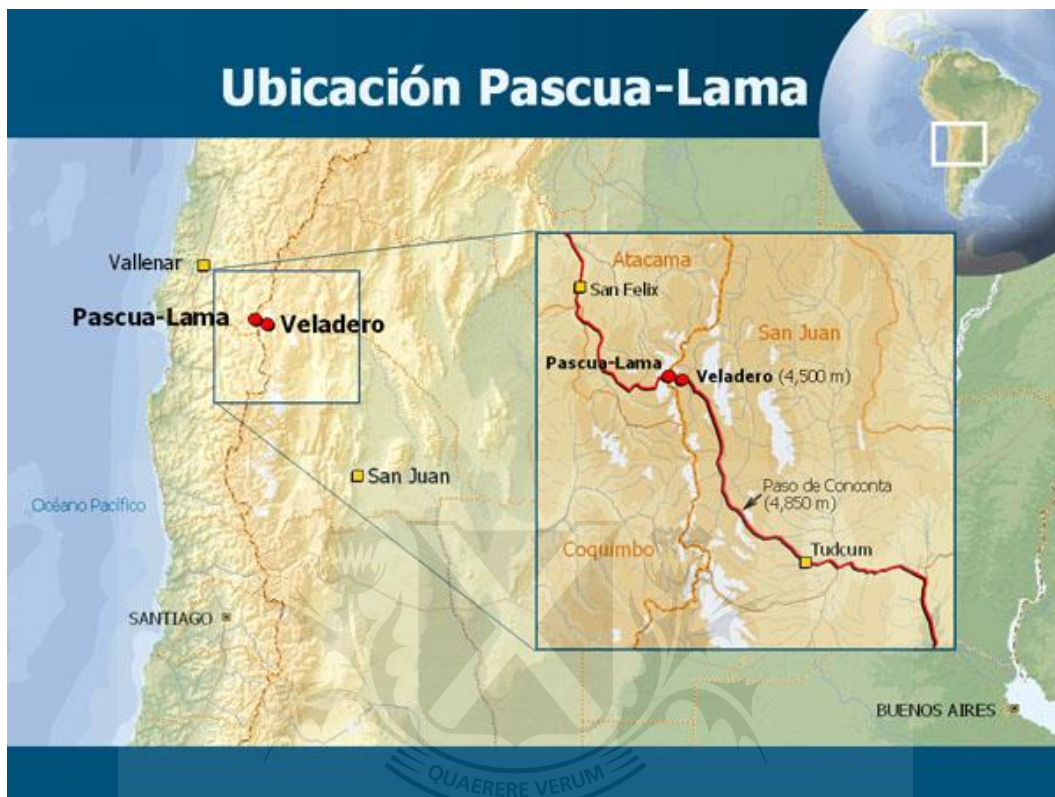 Ubicación Pascua-Lama
Vallenar
Pascua-Lama
Veladero
San Juan
Océano Pacífico
SANTIAGO
Atacama
San Felix
San Juan
Pascua-Lama
Veladero (4,500 m)
Paso de Conconta
(4,850 m)
Coquimbo
Tudcum
BUENOS AIRES
QUAERERE VERUM